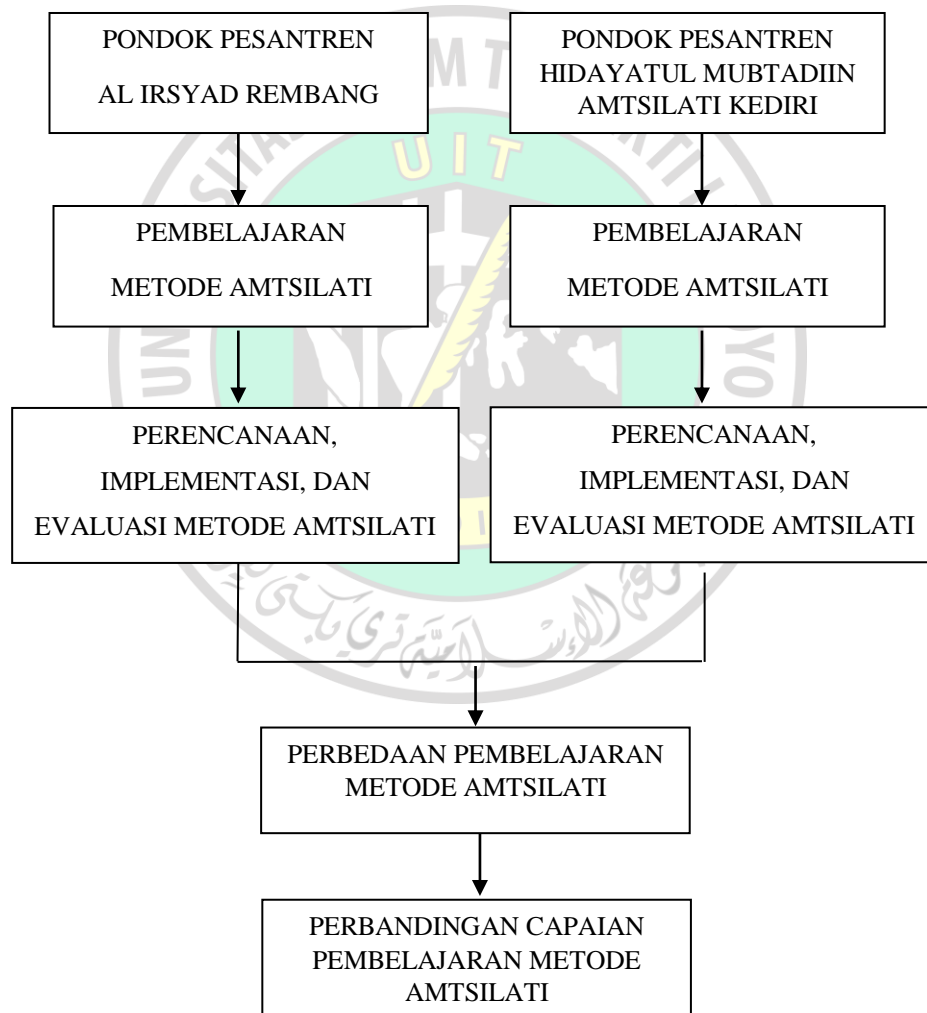 PONDOK PESANTREN
AL IRSYAD REMBANG
PONDOK PESANTREN
HIDAYATUL MUBTADIIN
AMTSILATI KEDIRI
UIT
PEMBELAJARAN
METODE AMTSILATI
PEMBELAJARAN
METODE AMTSILATI
PERENCANAAN,
IMPLEMENTASI, DAN
EVALUASI METODE AMTSILATI
PERENCANAAN,
IMPLEMENTASI, DAN
EVALUASI METODE AMTSILATI
PERBEDAAN PEMBELAJARAN
METODE AMTSILATI
PERBANDINGAN CAPAIAN
PEMBELAJARAN METODE
AMTSILATI